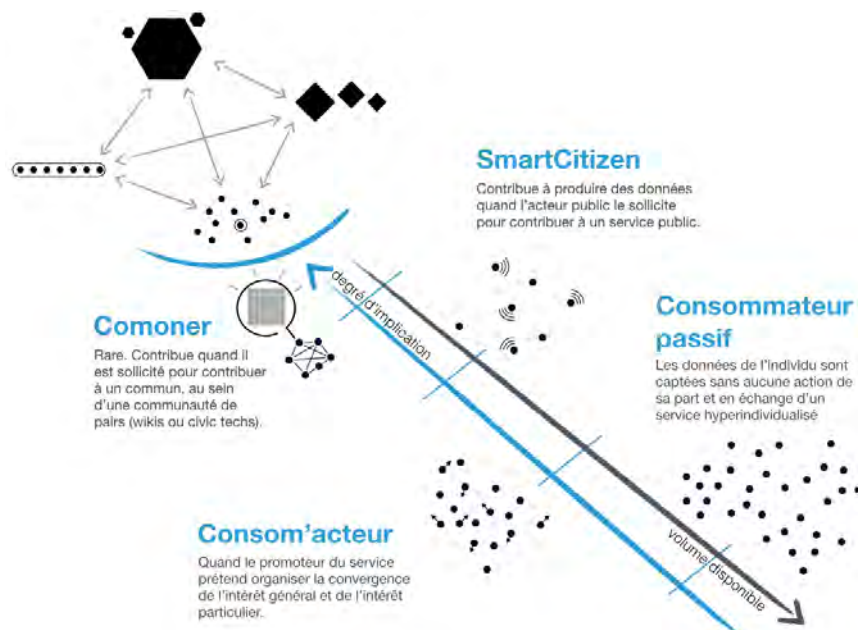 SmartCitizen
Contribue à produire des données
quand l'acteur public le sollicite
pour contribuer à un service public.
degré d'implication
Comoner
Rare. Contribue quand il
est sollicité pour contribuer
à un commun, au sein
d'une communauté de
pairs (wikis ou civic techs).
Consommateur
passif
Les données de l'individu sont
captées sans aucune action de
sa part et en échange d'un
service hyperindividualisé
Consom'acteur
Quand le promoteur du service
prétend organiser la convergence
de l'intérêt général et de l'intérêt
particulier.
volume disponible